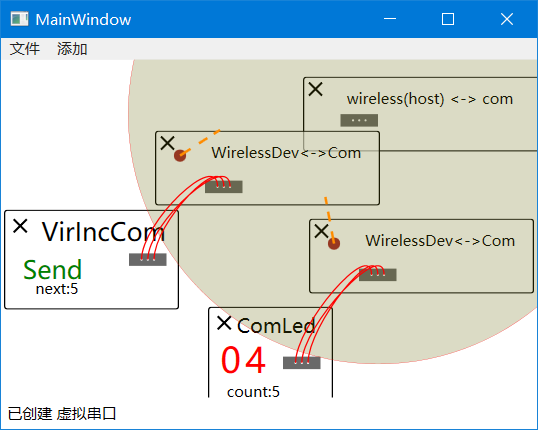 MainWindow
文件 添加
wireless(host) <-> com
WirelessDev<->Com
VirIncCom
Send
next:5
WirelessDev<->Com
ComLed
04
count:5
已创建 虚拟串口